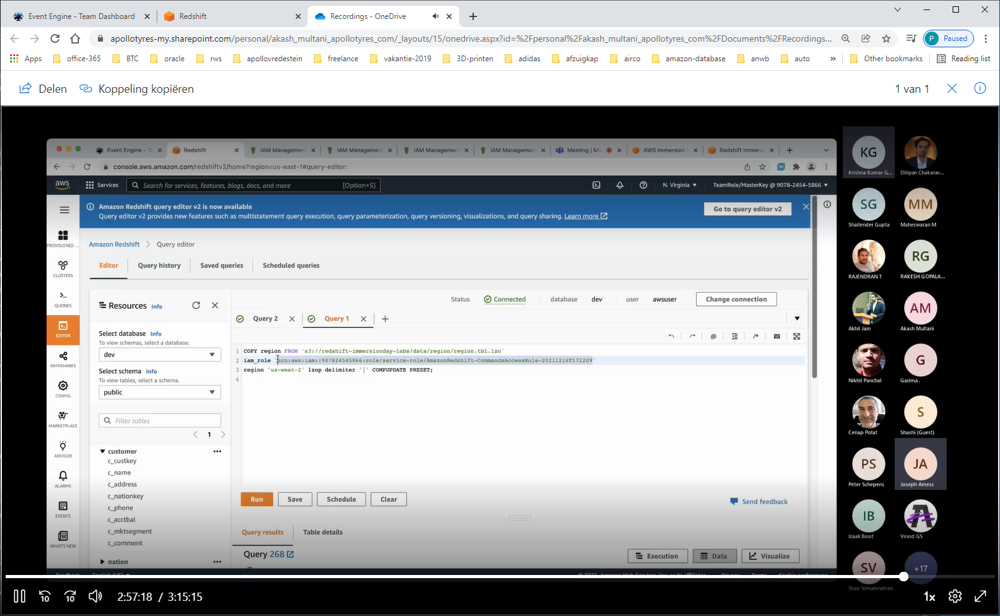 Event Engine - Team Dashboard
Redshift
Recordings - OneDrive
apollotyres-my.sharepoint.com/personal/akash_multani_apollotyres_com/_layouts/15/onedrive.aspx?id=%2Fpersonal%2Fakash_multani_apollotyres_com%2FDocuments%2FRecordings...
P Paused
Apps office-365 BTC oracle rws apollovredestein freelance vakantie-2019 3D-printen adidas afzuigkap airco amazon-database anwb auto » Other bookmarks Reading list
Delen Koppeling kopiëren 1 van 1
Event Engine - Te Redshift IAM Management IAM Management IAM Management IAM Management Meeting | Mi AWS Immersion Redshift Immers
console.aws.amazon.com/redshiftv2/home?region=us-east-1#query-editor:
aws Services Search for services, features, blogs, docs, and more [Option+S] N. Virginia TeamRole/MasterKey @ 9078-2454-5866
Amazon Redshift query editor v2 is now available
Query editor v2 provides new features such as multistatement query execution, query parameterization, query versioning, visualizations, and query sharing. Learn more
Go to query editor v2
Amazon Redshift > Query editor
Editor Query history Saved queries Scheduled queries
PROVISIONED ...
CLUSTERS
QUERIES
EDITOR
DATASHARES
CONFIG
MARKETPLACE
ADVISOR
ALARMS
EVENTS
WHAT'S NEW
Resources Info
Select database Info
To view schemas, select a database.
dev
Select schema Info
To view tables, select a schema.
public
Filter tables
1
customer
c_custkey
c_name
c_address
c_nationkey
c_phone
c_acctbal
c_mktsegment
c_comment
nation
Status Connected database dev user awsuser Change connection
Query 2 Query 1
1 COPY region FROM 's3://redshift-immersionday-labs/data/region/region.tbl.lzo'
2 iam_role 'arn:aws:iam::907824545866:role/service-role/AmazonRedshift-CommandsAccessRole-20211216T172209'
3 region 'us-west-2' lzop delimiter '|' COMPUPDATE PRESET;
4
Run Save Schedule Clear Send feedback
Query results Table details
Query 268
Execution Data Visualize
KG
Krishna Kumar G...
Dilipan Chakarav...
SG
Shailender Gupta
MM
Maheswaran M
RAJENDRAN T
RG
RAKESH GOPALA...
Akhil Jain
AM
Akash Multani
Nikhil Panchal
G
Garima .
Cenap Polat
S
Shashi (Guest)
PS
Peter Schepens
JA
Joseph Amess
IB
Izaak Boot
Vinod GS
SV
Shav Vimalendiran
+17
10 10 2:57:18 / 3:15:15 1x